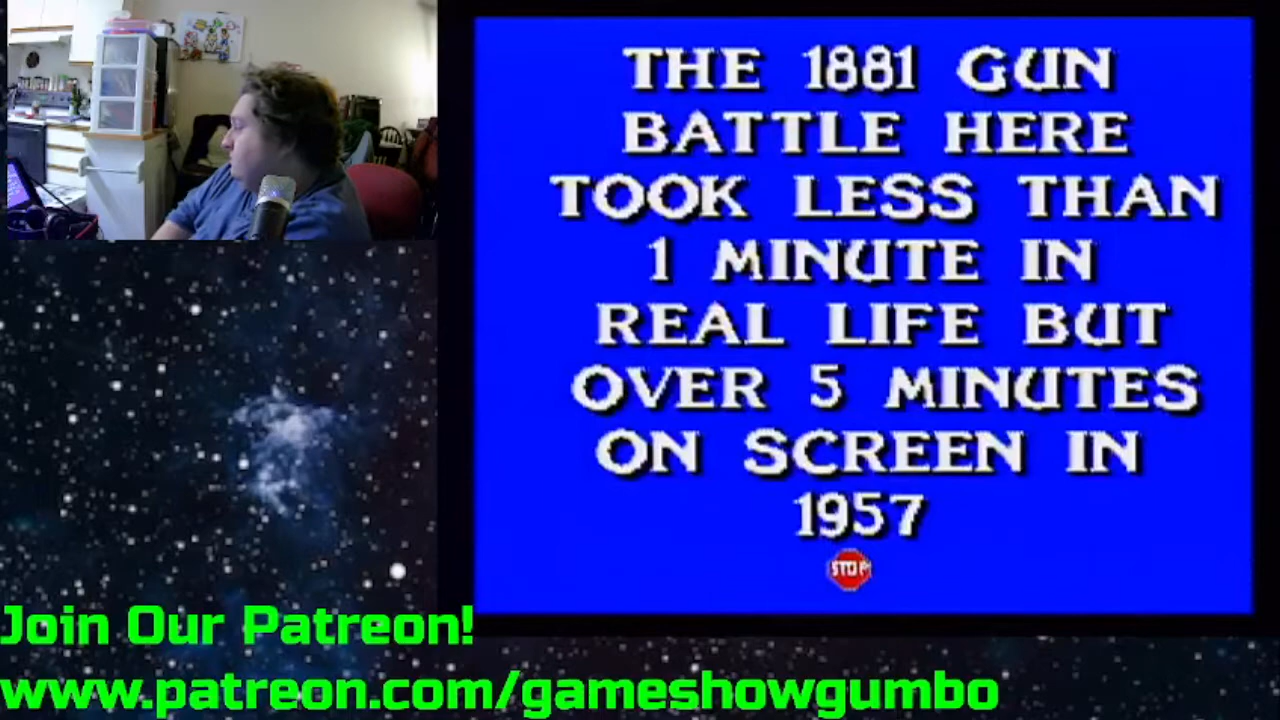 THE 1881 GUN
BATTLE HERE
TOOK LESS THAN
1 MINUTE IN
REAL LIFE BUT
OVER 5 MINUTES
ON SCREEN IN
1957
STOP
Join Our Patreon!
www.patreon.com/gameshowgumbo